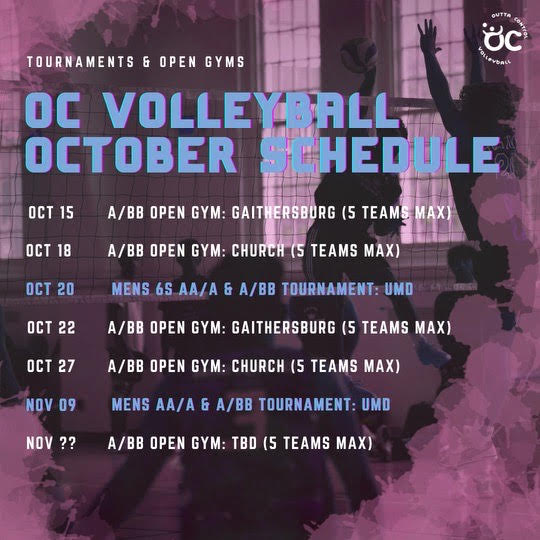 OUTTA CONTROL
OC
VOLLEYBALL
TOURNAMENTS & OPEN GYMS
OC VOLLEYBALL
OCTOBER SCHEDULE
OCT 15 A/BB OPEN GYM: GAITHERSBURG (5 TEAMS MAX)
OCT 18 A/BB OPEN GYM: CHURCH (5 TEAMS MAX)
OCT 20 MENS 6S AA/A & A/BB TOURNAMENT: UMD
OCT 22 A/BB OPEN GYM: GAITHERSBURG (5 TEAMS MAX)
OCT 27 A/BB OPEN GYM: CHURCH (5 TEAMS MAX)
NOV 09 MENS AA/A & A/BB TOURNAMENT: UMD
NOV ?? A/BB OPEN GYM: TBD (5 TEAMS MAX)